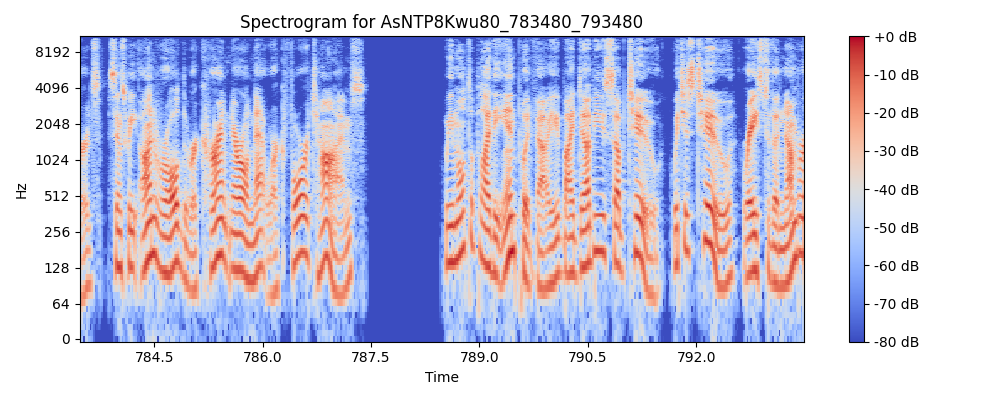 Spectrogram for AsNTP8Kwu80_783480_793480
8192
4096
2048
1024
512
256
128
64
0
Hz
784.5
786.0
787.5
789.0
790.5
792.0
Time
+0 dB
-10 dB
-20 dB
-30 dB
-40 dB
-50 dB
-60 dB
-70 dB
-80 dB